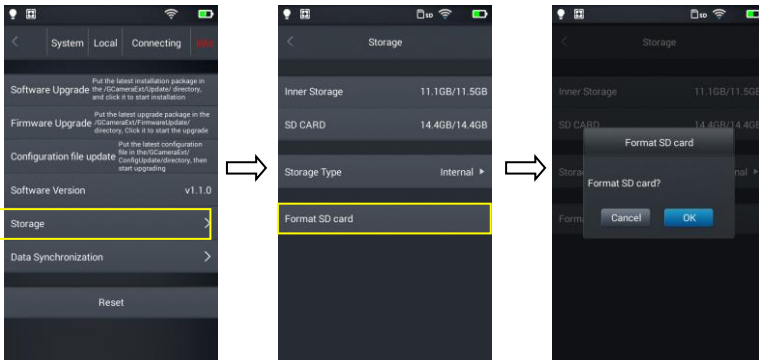 System Local Connecting Info
Software Upgrade
Put the latest installation package in
the /GCameraExt/Update/ directory,
and click it to start installation
Firmware Upgrade
Put the latest upgrade package in the
/GCameraExt/FirmwareUpdate/
directory, Click it to start the upgrade
Configuration file update
Put the latest configuration
file in the/GCameraExt/
ConfigUpdate/directory, then
start upgrading
Software Version v1.1.0
Storage
Data Synchronization
Reset
SD
Storage
Inner Storage 11.1GB/11.5GB
SD CARD 14.4GB/14.4GB
Storage Type Internal
Format SD card
SD
Storage
Inner Storage 11.1GB/11.5GB
SD CARD 14.4GB/14.4GB
Format SD card
Format SD card?
Cancel OK